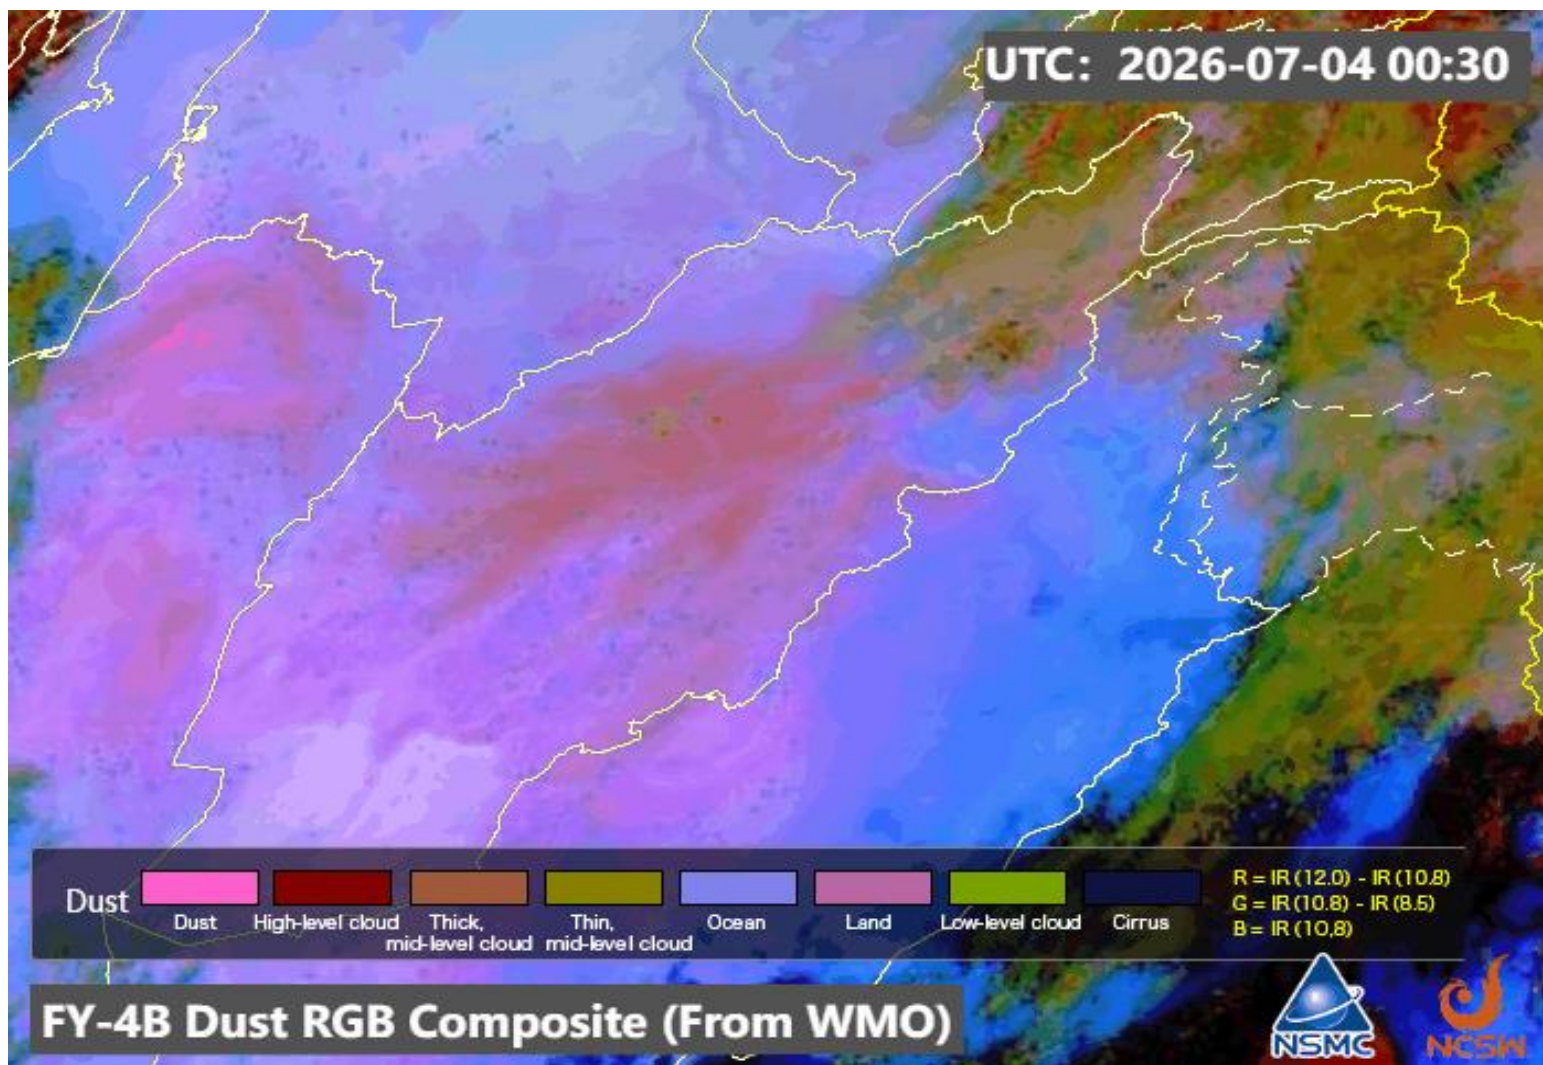 UTC: 2026-07-04 00:30
Dust
Dust
High-level cloud
Thick,
mid-level cloud
Thin,
mid-level cloud
Ocean
Land
Low-level cloud
Cirrus
R = IR (12.0) - IR (10.8)
G = IR (10.8) - IR (8.5)
B = IR (10,8)
FY-4B Dust RGB Composite (From WMO)
NSMC
NCSW